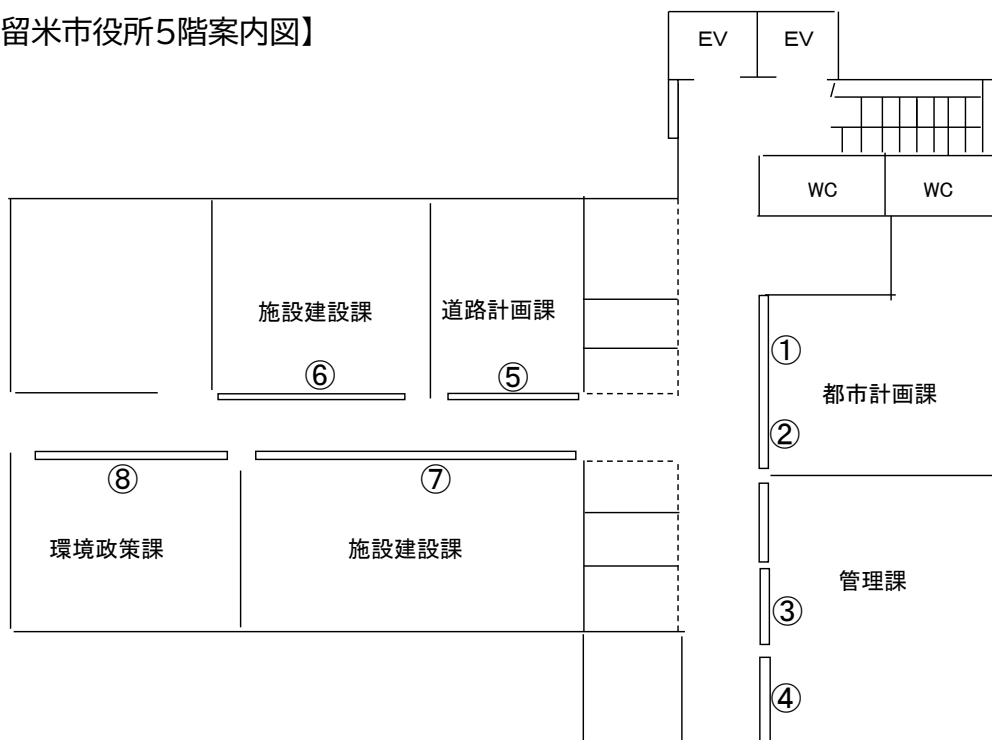 留米市役所5階案内図】
EV
EV
WC
WC
施設建設課
道路計画課
⑥
⑤
①
都市計画課
②
⑧
⑦
環境政策課
施設建設課
管理課
③
④